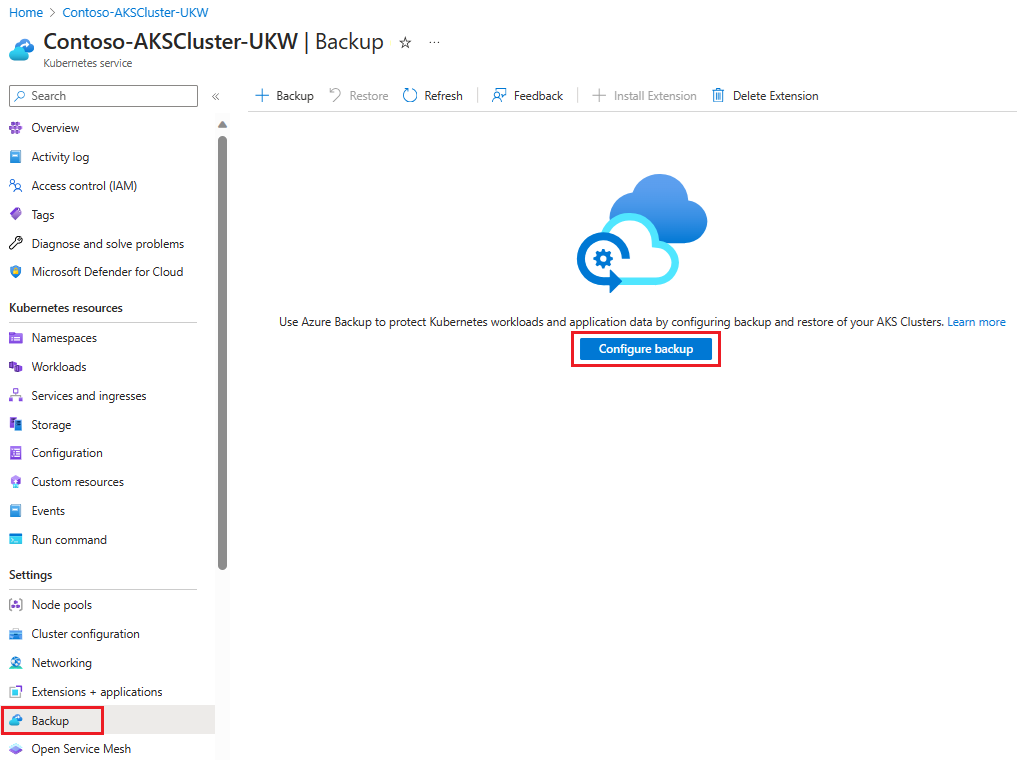 Home > Contoso-AKSCluster-UKW
Contoso-AKSCluster-UKW | Backup ☆ ...
Kubernetes service
Search «
+ Backup Restore Refresh Feedback + Install Extension Delete Extension
Overview
Activity log
Access control (IAM)
Tags
Diagnose and solve problems
Microsoft Defender for Cloud
Kubernetes resources
Namespaces
Workloads
Services and ingresses
Storage
Configuration
Custom resources
Events
Run command
Settings
Node pools
Cluster configuration
Networking
Extensions + applications
Backup
Open Service Mesh
Use Azure Backup to protect Kubernetes workloads and application data by configuring backup and restore of your AKS Clusters. Learn more
Configure backup